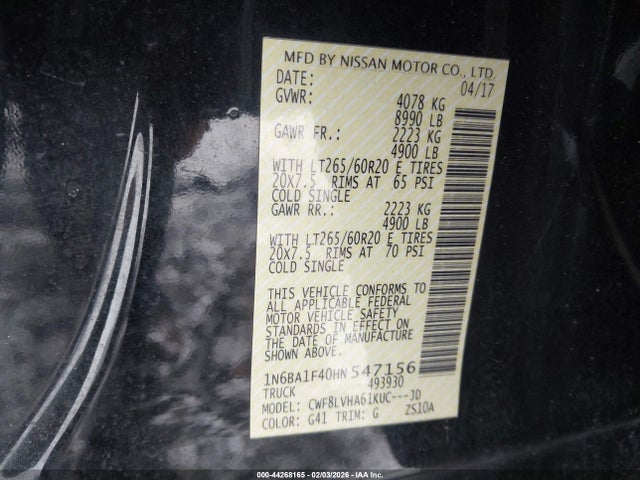 MFD BY NISSAN MOTOR CO., LTD.
DATE: 04/17
GVWR: 4078 KG
8990 LB
GAWR FR.: 2223 KG
4900 LB
WITH LT265/60R20 E TIRES
20X7.5 RIMS AT 65 PSI
COLD SINGLE
GAWR RR.: 2223 KG
4900 LB
WITH LT265/60R20 E TIRES
20X7.5 RIMS AT 70 PSI
COLD SINGLE
THIS VEHICLE CONFORMS TO
ALL APPLICABLE FEDERAL
MOTOR VEHICLE SAFETY
STANDARDS IN EFFECT ON
THE DATE OF MANUFACTURE
SHOWN ABOVE.
1N6BA1F40HN547156
TRUCK 493930
MODEL: CWF8LVHA61KUC---JD
COLOR: G41 TRIM: G ZS10A
000-44268165 - 02/03/2026 - IAA Inc.